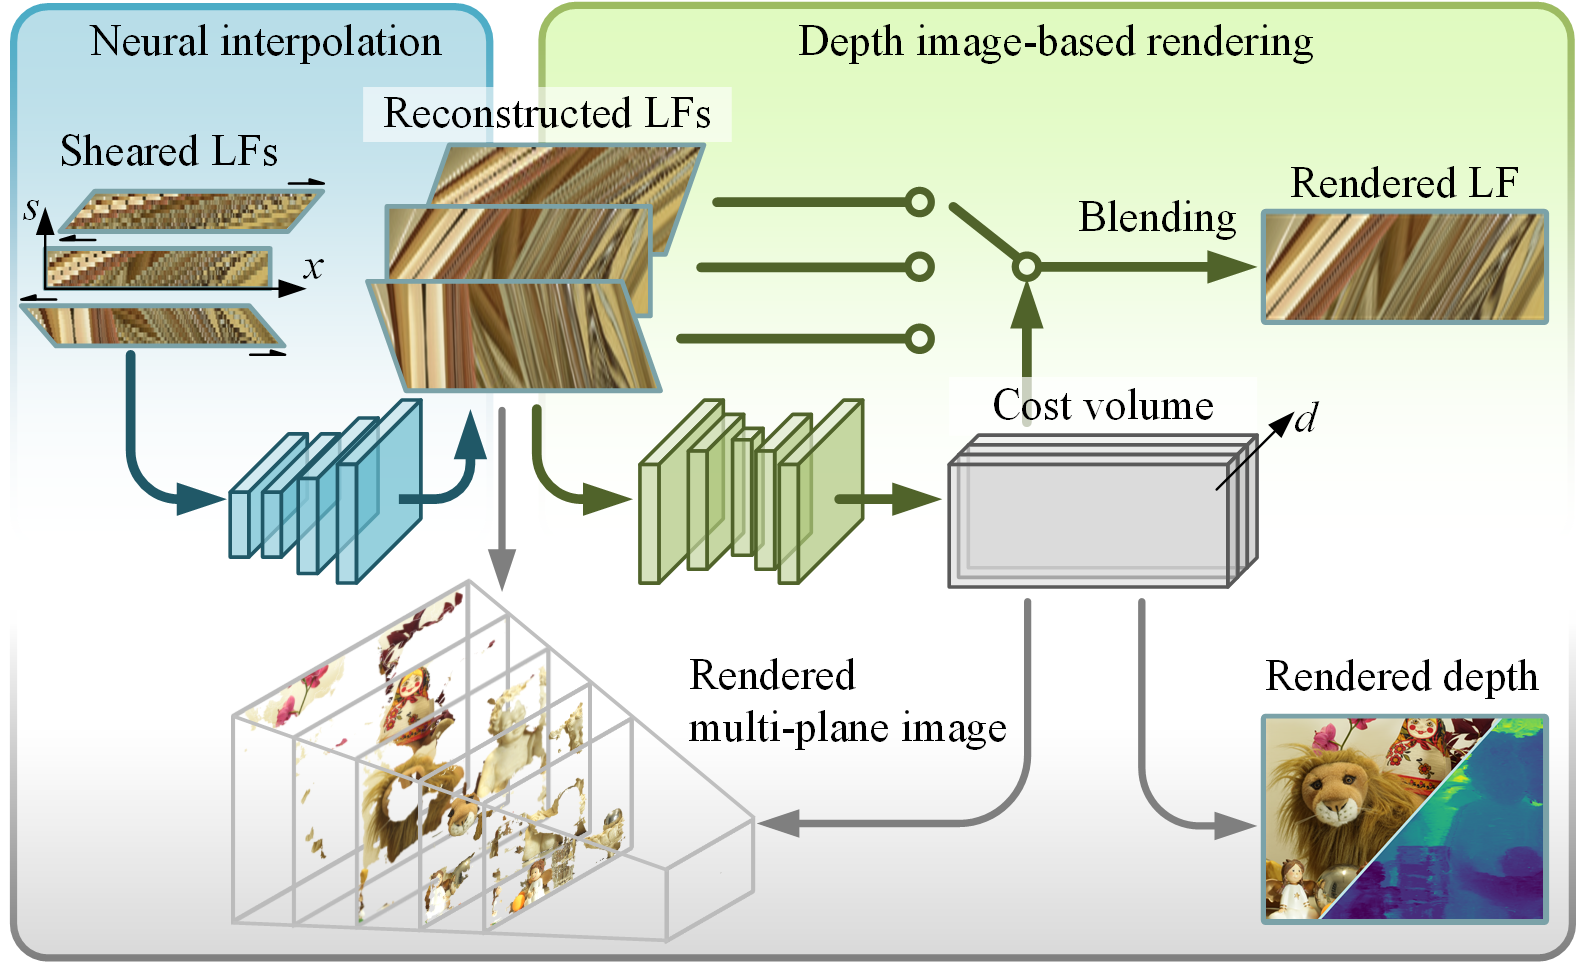 Neural interpolation
Depth image-based rendering
Reconstructed LFs
Sheared LFs
s
x
Rendered LF
Blending
Cost volume
d
Rendered
multi-plane image
Rendered depth